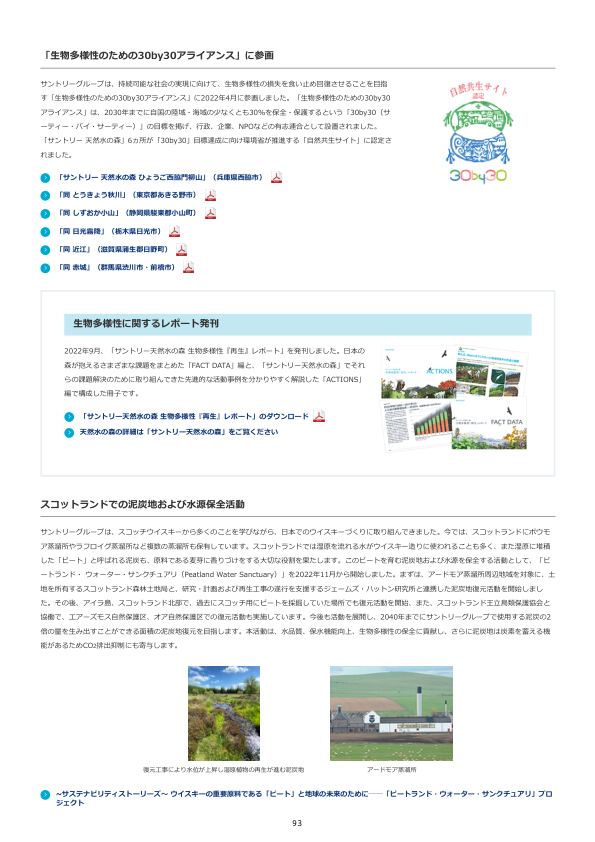 「生物多様性のための30by30アライアンス」に参画
サントリーグループは、持続可能な社会の実現に向けて、生物多様性の損失を食い止め回復させることを目指
す「生物多様性のための30by30アライアンス」に2022年4月に参画しました。「生物多様性のための30by30
アライアンス」は、2030年までに自国の陸域・海域の少なくとも30%を保全・保護するという「30by30（サ
ーティー・バイ・サーティー）」の目標を掲げ、行政、企業、NPOなどの有志連合として設置されました。
「サントリー 天然水の森」6ヵ所が「30by30」目標達成に向け環境省が推進する「自然共生サイト」に認定さ
れました。
自然共生サイト
認定
30by30
「サントリー 天然水の森 ひょうご西脇門柳山」（兵庫県西脇市）
「同 とうきょう秋川」（東京都あきる野市）
「同 しずおか小山」（静岡県駿東郡小山町）
「同 日光霧降」（栃木県日光市）
「同 近江」（滋賀県蒲生郡日野町）
「同 赤城」（群馬県渋川市・前橋市）
生物多様性に関するレポート発刊
2022年9月、「サントリー天然水の森 生物多様性『再生』レポート」を発刊しました。日本の
森が抱えるさまざまな課題をまとめた「FACT DATA」編と、「サントリー天然水の森」でそれ
らの課題解決のために取り組んできた先進的な活動事例を分かりやすく解説した「ACTIONS」
編で構成した冊子です。
ACTIONS
FACT DATA
「サントリー天然水の森 生物多様性『再生』レポート」のダウンロード
天然水の森の詳細は「サントリー天然水の森」をご覧ください
スコットランドでの泥炭地および水源保全活動
サントリーグループは、スコッチウイスキーから多くのことを学びながら、日本でのウイスキーづくりに取り組んできました。今では、スコットランドにボウモ
ア蒸溜所やラフロイグ蒸溜所など複数の蒸溜所も保有しています。スコットランドでは湿原を流れる水がウイスキー造りに使われることも多く、また湿原に堆積
した「ピート」と呼ばれる泥炭も、原料である麦芽に香りづけをする大切な役割を果たします。このピートを育む泥炭地および水源を保全する活動として、「ピ
ートランド・ ウォーター・サンクチュアリ（Peatland Water Sanctuary）」を2022年11月から開始しました。まずは、アードモア蒸溜所周辺地域を対象に、土
地を所有するスコットランド森林土地局と、研究・計画および再生工事の遂行を支援するジェームズ・ハットン研究所と連携した泥炭地復元活動を開始しまし
た。その後、アイラ島、スコットランド北部で、過去にスコッチ用にピートを採掘していた場所でも復元活動を開始、また、スコットランド王立鳥類保護協会と
協働で、エアーズモス自然保護区、オア自然保護区での復元活動も実施しています。今後も活動を展開し、2040年までにサントリーグループで使用する泥炭の2
倍の量を生み出すことができる面積の泥炭地復元を目指します。本活動は、水品質、保水機能向上、生物多様性の保全に貢献し、さらに泥炭地は炭素を蓄える機
能があるためCO₂排出抑制にも寄与します。
復元工事により水位が上昇し湿原植物の再生が進む泥炭地
アードモア蒸溜所
~サステナビリティストーリーズ~ ウイスキーの重要原料である「ピート」と地球の未来のために──「ピートランド・ウォーター・サンクチュアリ」プロ
ジェクト
93